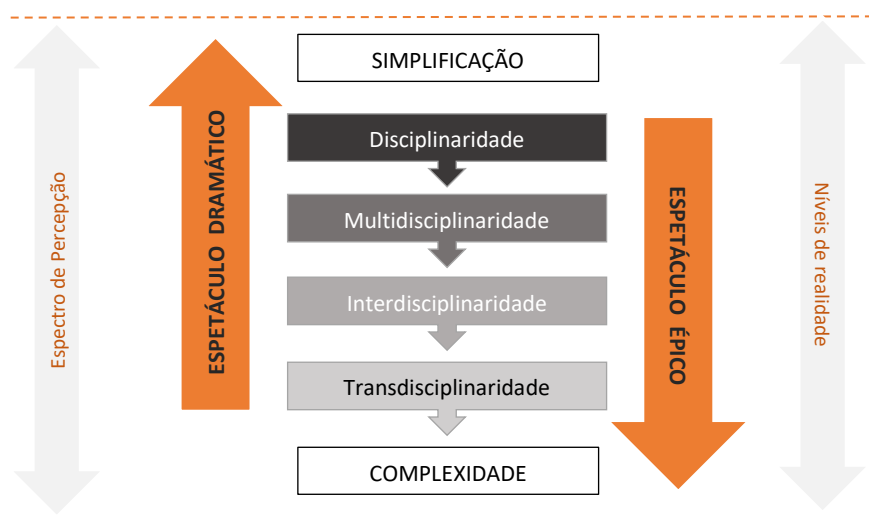 SIMPLIFICAÇÃO
Disciplinaridade
Multidisciplinaridade
Interdisciplinaridade
Transdisciplinaridade
COMPLEXIDADE
Espectro de Percepção
ESPETÁCULO DRAMÁTICO
ESPETÁCULO ÉPICO
Níveis de realidade